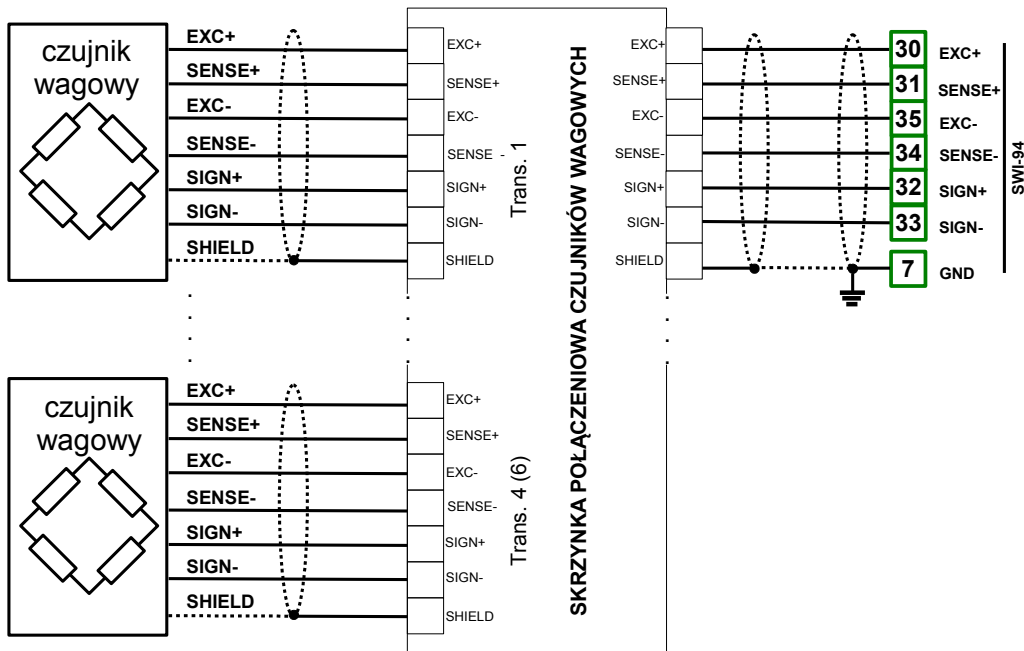 czujnik
wagowy
EXC+
SENSE+
EXC-
SENSE-
SIGN+
SIGN-
SHIELD
EXC+
SENSE+
EXC-
SENSE -
SIGN+
SIGN-
SHIELD
Trans. 1
SKRZYNKA POŁĄCZENIOWA CZUJNIKÓW WAGOWYCH
EXC+
SENSE+
EXC-
SENSE-
SIGN+
SIGN-
SHIELD
30 EXC+
31 SENSE+
35 EXC-
34 SENSE-
32 SIGN+
33 SIGN-
7 GND
SWI-94
czujnik
wagowy
EXC+
SENSE+
EXC-
SENSE-
SIGN+
SIGN-
SHIELD
EXC+
SENSE+
EXC-
SENSE-
SIGN+
SIGN-
SHIELD
Trans. 4 (6)